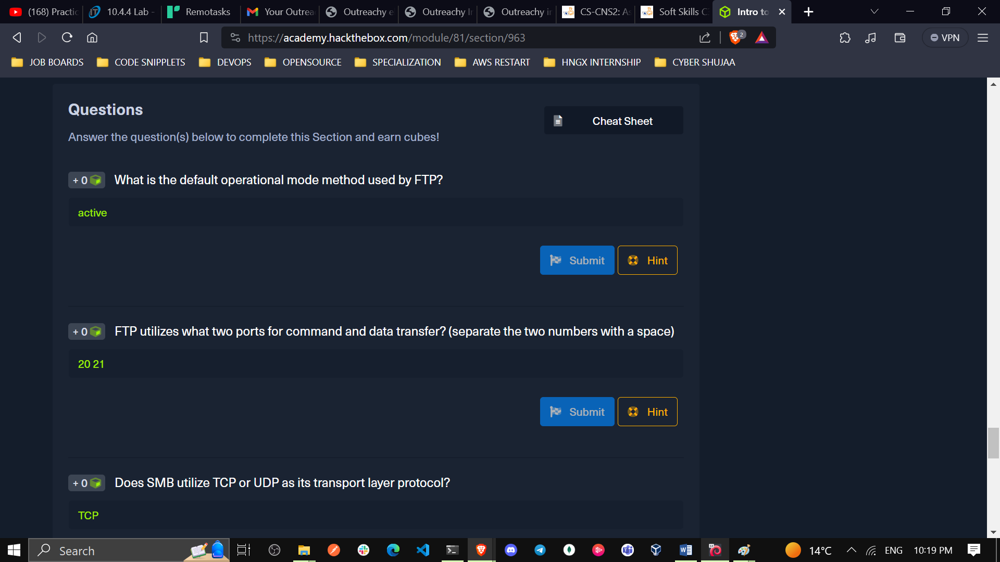 (168) Practic
10.4.4 Lab -
Remotasks
Your Outrea
Outreachy e
Outreachy I
Outreachy in
CS-CNS2: As
Soft Skills C
Intro to
https://academy.hackthebox.com/module/81/section/963
2
VPN
JOB BOARDS
CODE SNIPPLETS
DEVOPS
OPENSOURCE
SPECIALIZATION
AWS RESTART
HNGX INTERNSHIP
CYBER SHUJAA
Questions
Cheat Sheet
Answer the question(s) below to complete this Section and earn cubes!
+ 0 What is the default operational mode method used by FTP?
active
Submit
Hint
+ 0 FTP utilizes what two ports for command and data transfer? (separate the two numbers with a space)
20 21
Submit
Hint
+ 0 Does SMB utilize TCP or UDP as its transport layer protocol?
TCP
Search
14°C
ENG
10:19 PM